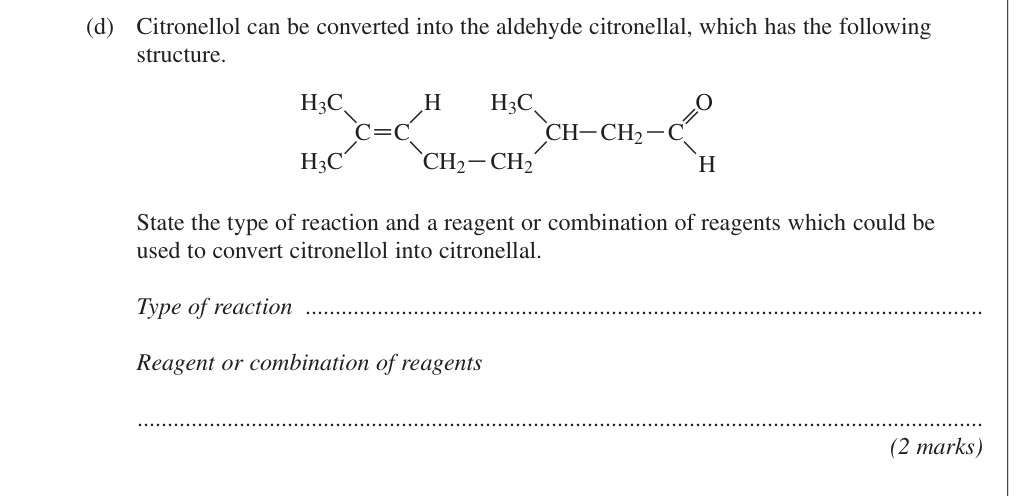 (d) Citronellol can be converted into the aldehyde citronellal, which has the following
structure.
H₃C H H₃C O
C=C CH−CH₂−C
H₃C CH₂−CH₂ H
State the type of reaction and a reagent or combination of reagents which could be
used to convert citronellol into citronellal.
Type of reaction ..........................................................................................
Reagent or combination of reagents
..........................................................................................
(2 marks)